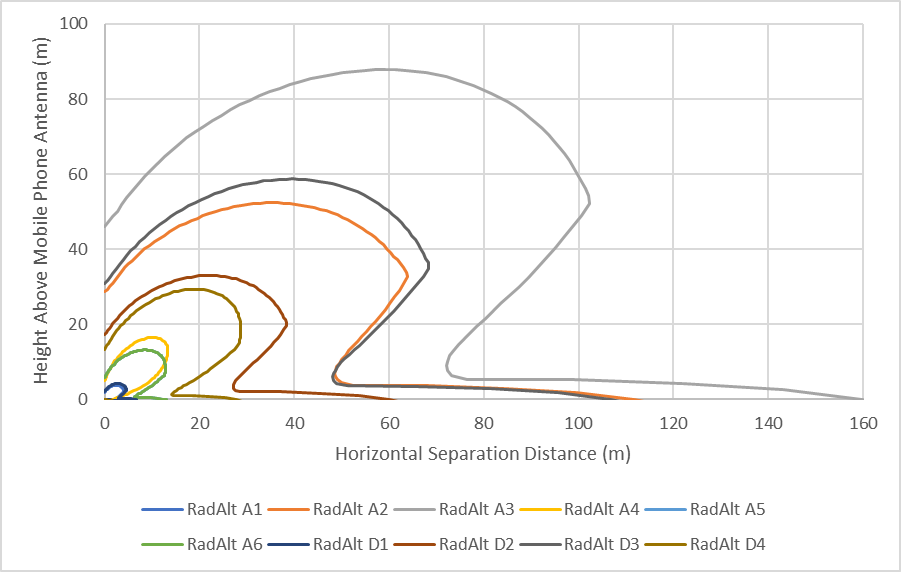 100
80
60
40
20
0
Height Above Mobile Phone Antenna (m)
0 20 40 60 80 100 120 140 160
Horizontal Separation Distance (m)
RadAlt A1 RadAlt A2 RadAlt A3 RadAlt A4 RadAlt A5
RadAlt A6 RadAlt D1 RadAlt D2 RadAlt D3 RadAlt D4